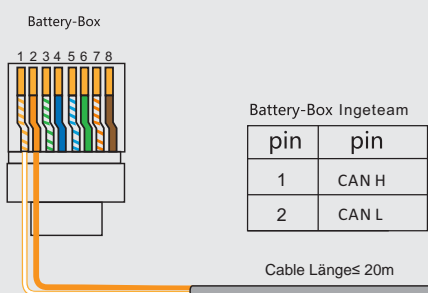 Battery-Box
1 2 3 4 5 6 7 8
Battery-Box Ingeteam
pin pin
1 CAN H
2 CAN L
Cable Länge≤ 20m